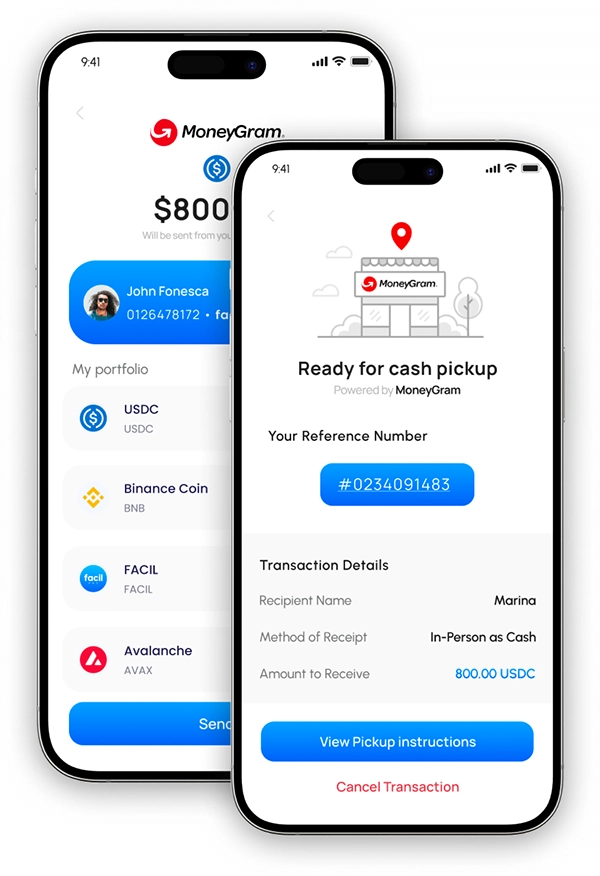 9:41
MoneyGram
$800
Will be sent from you
John Fonesca
0126478172 •
My portfolio
USDC
USDC
Binance Coin
BNB
facil
FACIL
FACIL
Avalanche
AVAX
Send
9:41
MoneyGram
Ready for cash pickup
Powered by MoneyGram
Your Reference Number
#0234091483
Transaction Details
Recipient Name Marina
Method of Receipt In-Person as Cash
Amount to Receive 800.00 USDC
View Pickup instructions
Cancel Transaction